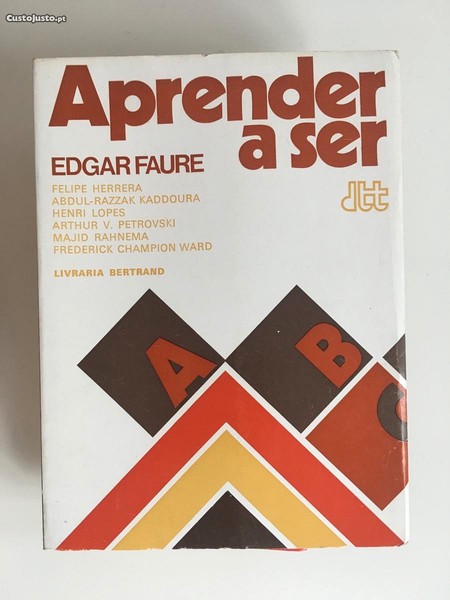 CustoJusto.pt
Aprender
a ser
EDGAR FAURE
FELIPE HERRERA
ABDUL-RAZZAK KADDOURA
HENRI LOPES
ARTHUR V. PETROVSKI
MAJID RAHNEMA
FREDERICK CHAMPION WARD
dtt
LIVRARIA BERTRAND
A
B
C